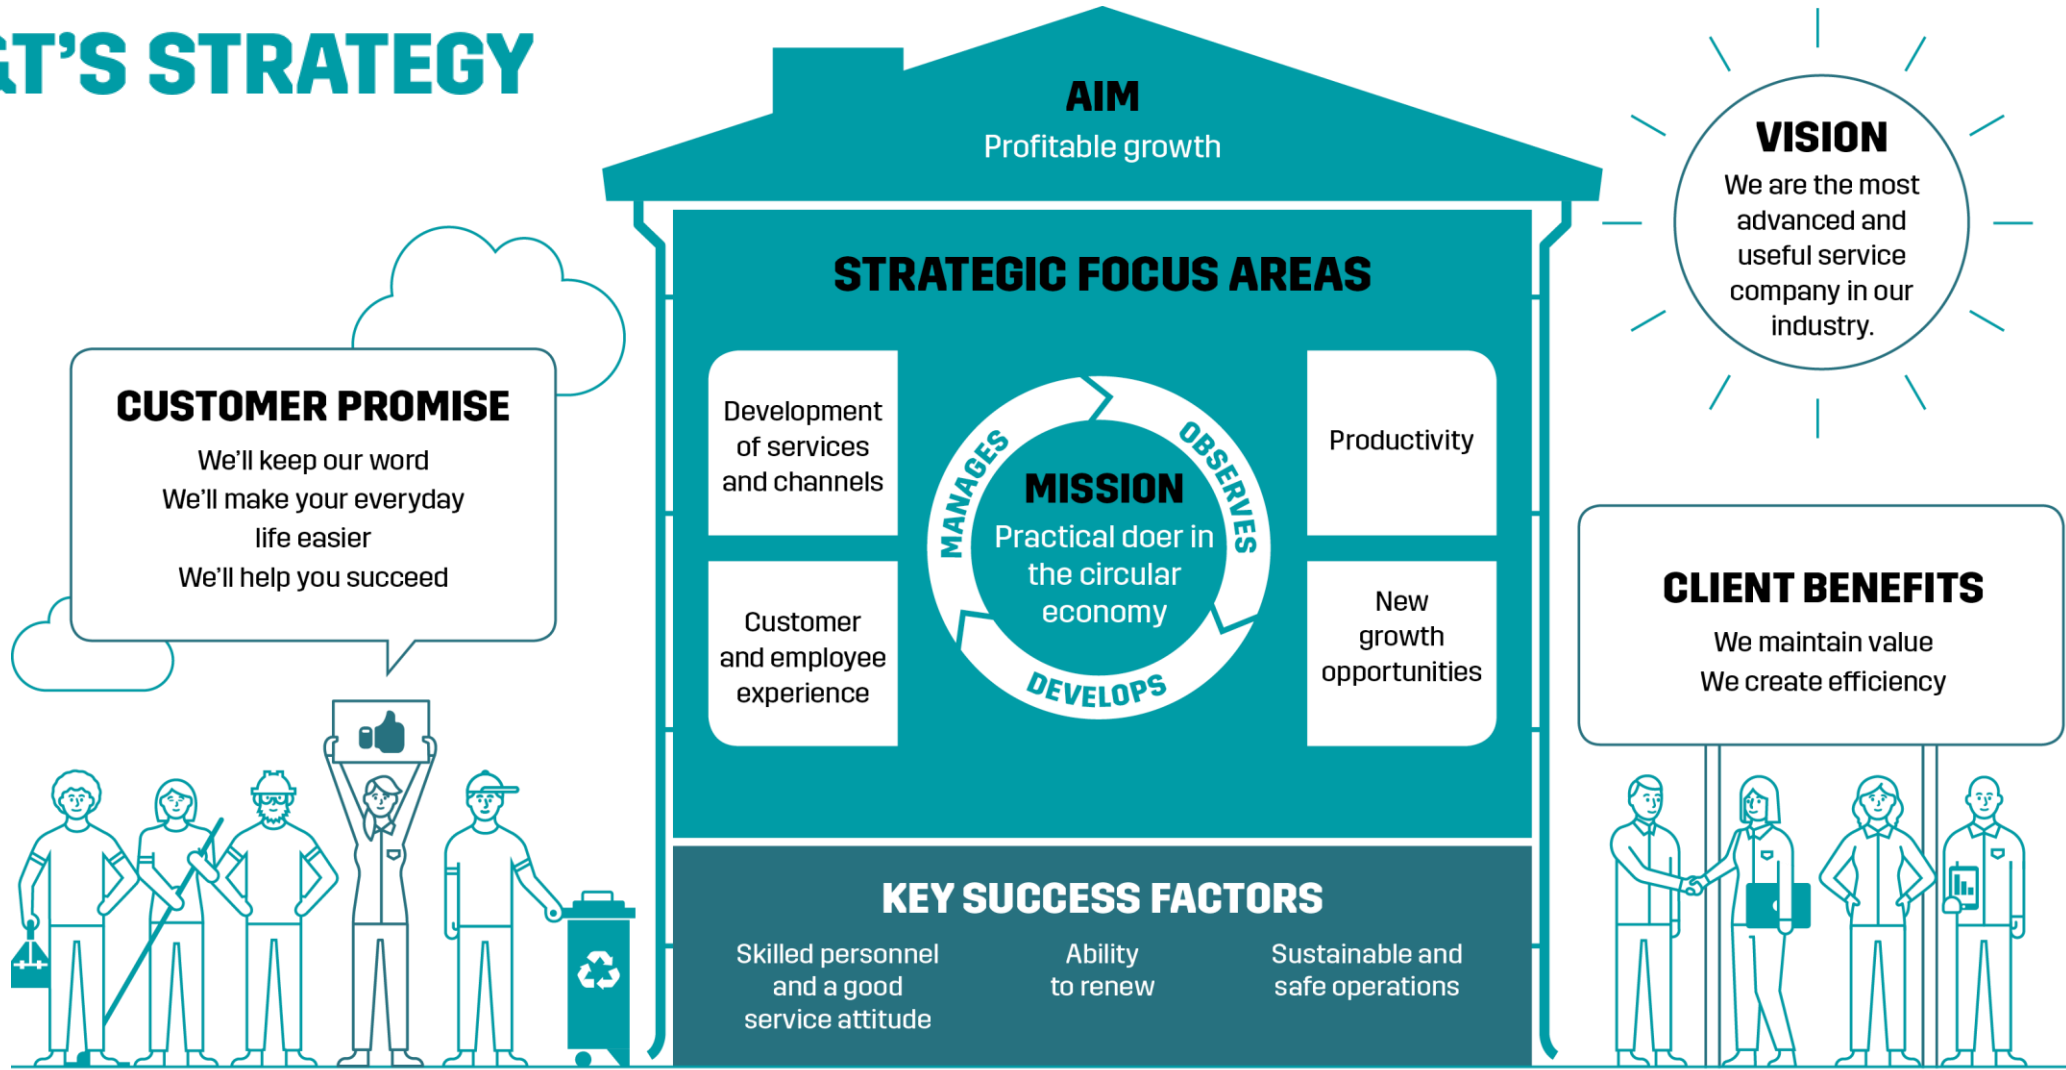 &T'S STRATEGY
AIM
Profitable growth
VISION
We are the most
advanced and
useful service
company in our
industry.
STRATEGIC FOCUS AREAS
CUSTOMER PROMISE
We'll keep our word
We'll make your everyday
life easier
We'll help you succeed
Development
of services
and channels
Customer
and employee
experience
MANAGES
OBSERVES
DEVELOPS
MISSION
Practical doer in
the circular
economy
Productivity
New
growth
opportunities
CLIENT BENEFITS
We maintain value
We create efficiency
KEY SUCCESS FACTORS
Skilled personnel
and a good
service attitude
Ability
to renew
Sustainable and
safe operations